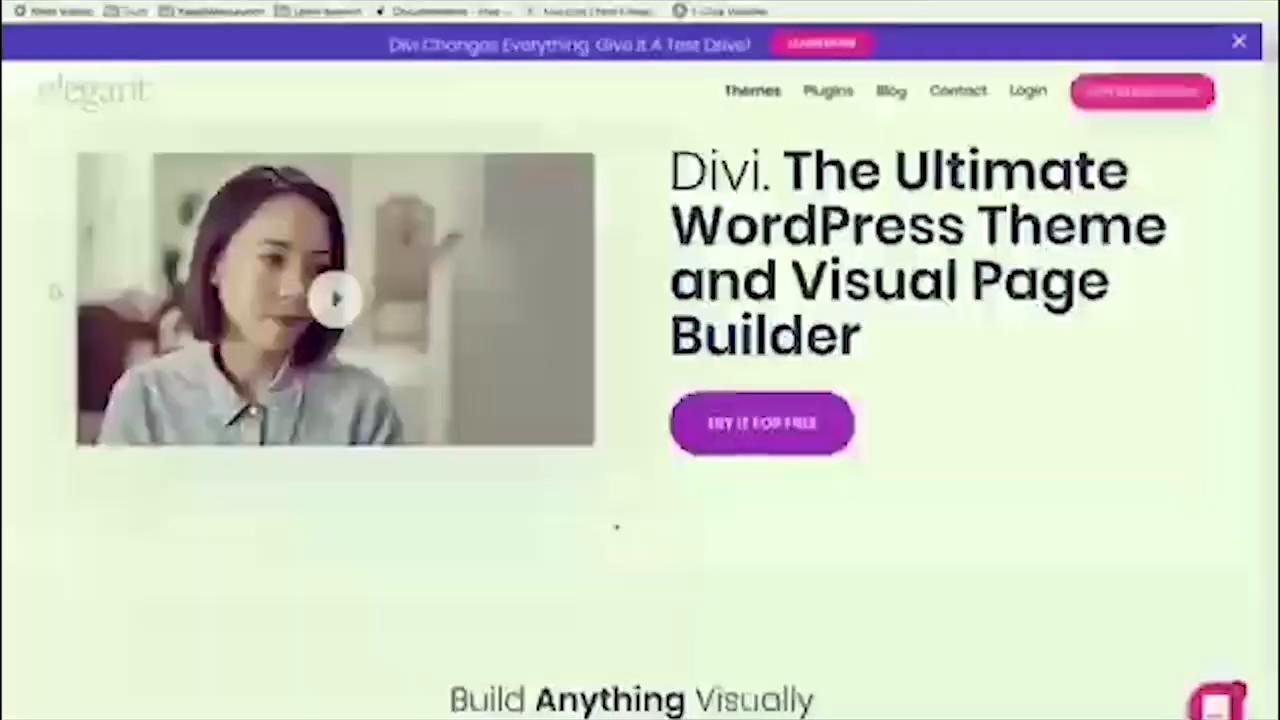 Divi Changes Everything. Give It A Test Drive!
elegant
Themes Plugins Blog Contact Login
Divi. The Ultimate
WordPress Theme
and Visual Page
Builder
TRY IT FOR FREE
Build Anything Visually